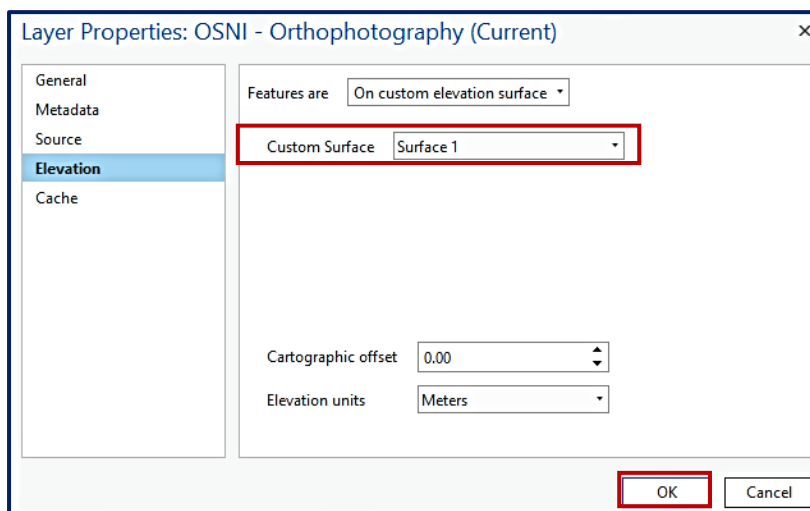 Layer Properties: OSNI - Orthophotography (Current)
General
Metadata
Source
Elevation
Cache
Features are On custom elevation surface
Custom Surface Surface 1
Cartographic offset 0.00
Elevation units Meters
OK Cancel